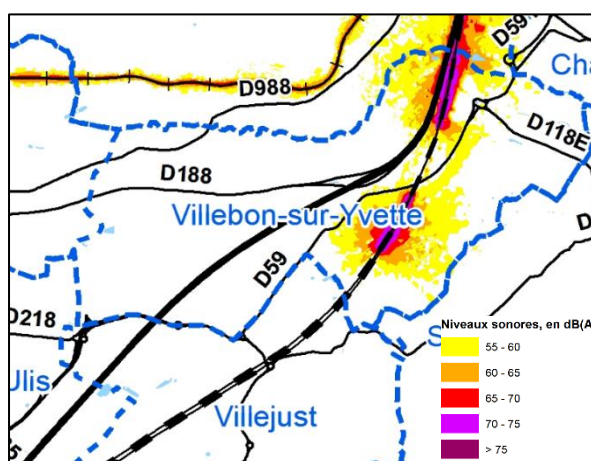 D59
Cha
D988
D118E
D188
Villebon-sur-Yvette
D
D59
D218
Niveaux sonores, en dB(A
S
55 - 60
60 - 65
Ulis
65 - 70
Villejust
70 - 75
5
> 75